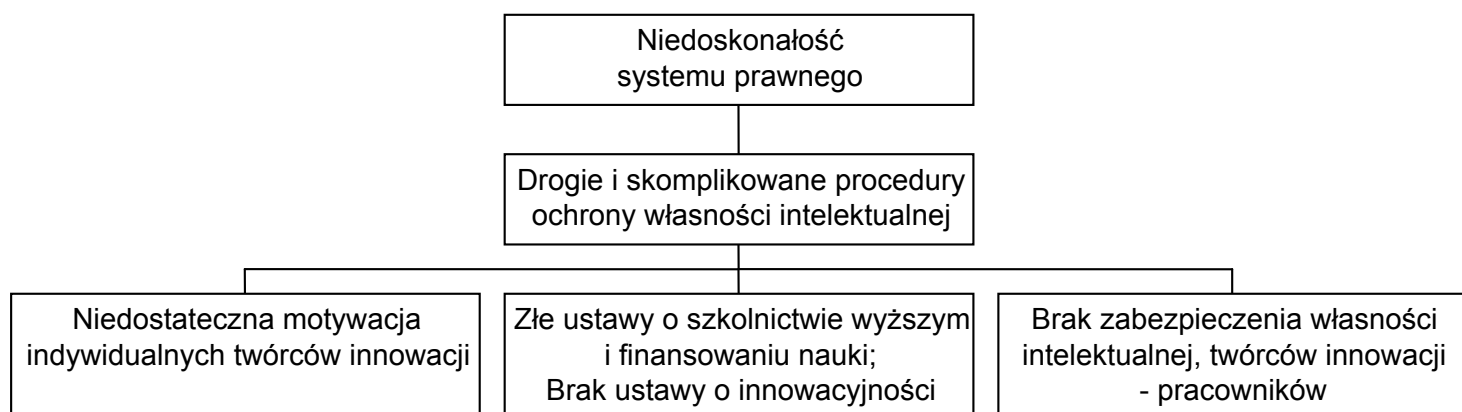 Niedoskonałość
systemu prawnego
Drogie i skomplikowane procedury
ochrony własności intelektualnej
Niedostateczna motywacja
indywidualnych twórców innowacji
Złe ustawy o szkolnictwie wyższym
i finansowaniu nauki;
Brak ustawy o innowacyjności
Brak zabezpieczenia własności
intelektualnej, twórców innowacji
- pracowników